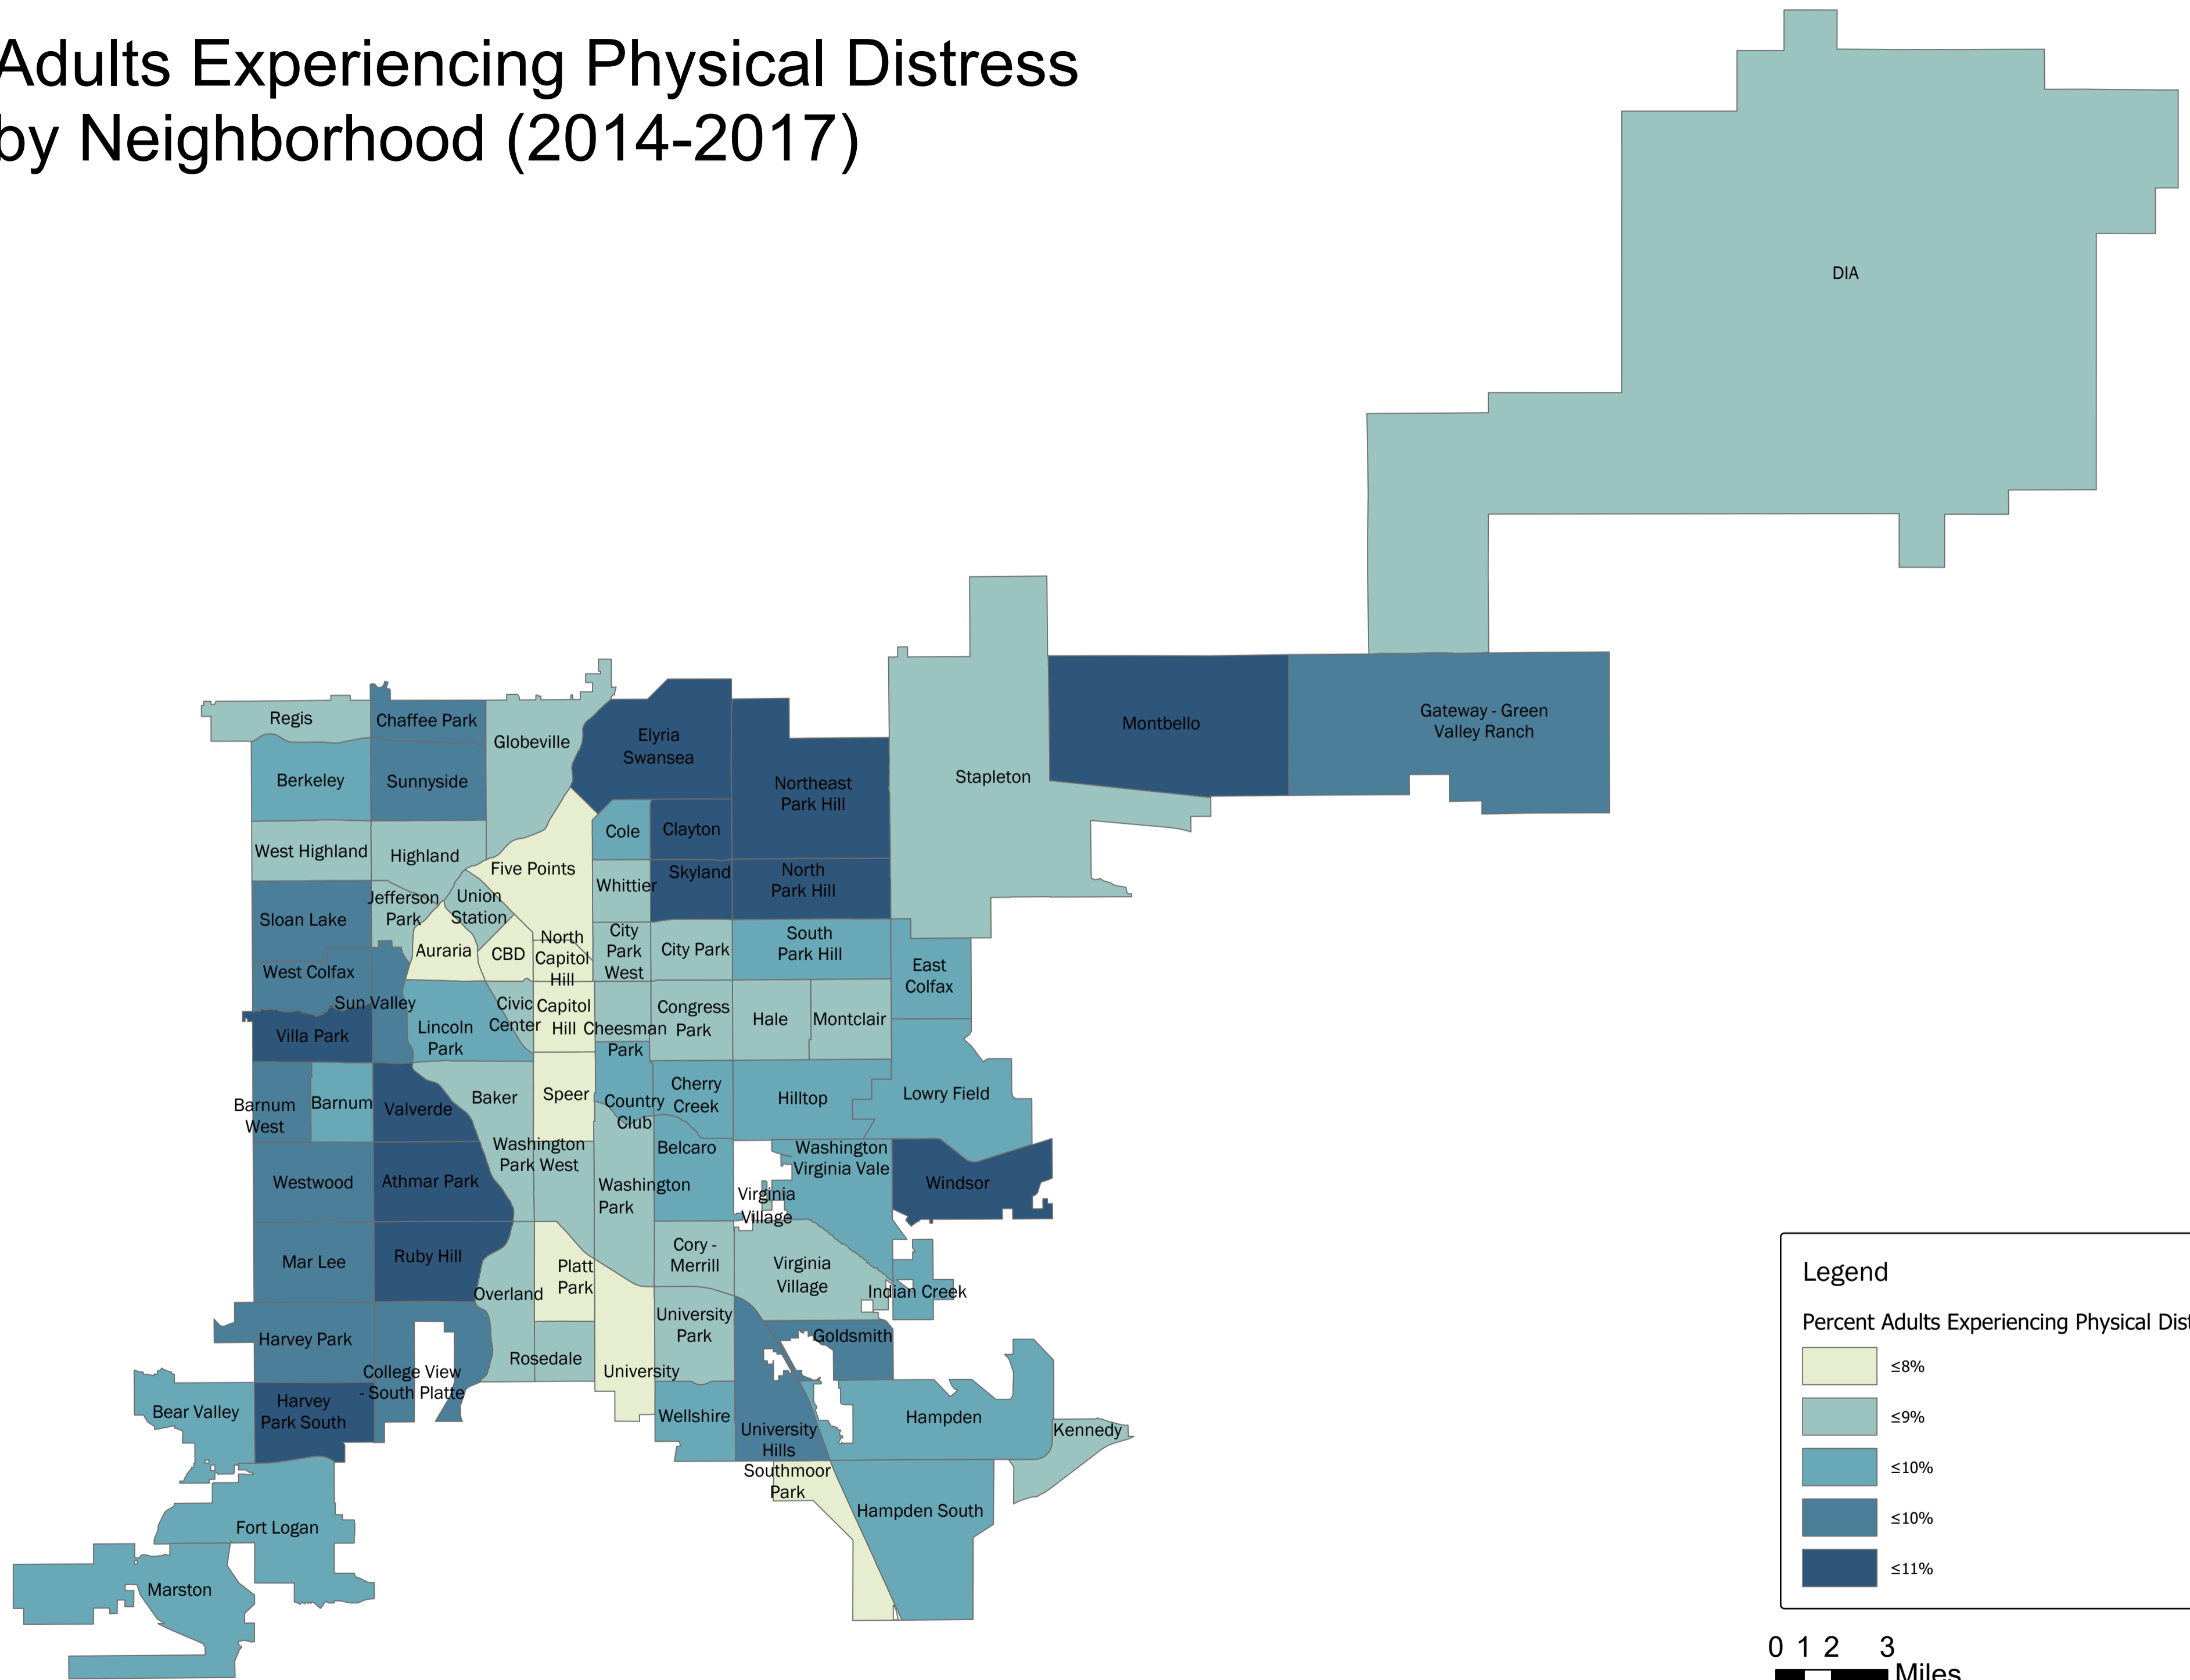 Adults Experiencing Physical Distress
by Neighborhood (2014-2017)
DIA
Regis
Chaffee Park
Globeville
Elyria
Swansea
Montbello
Gateway - Green
Valley Ranch
Berkeley
Sunnyside
Northeast
Park Hill
Stapleton
West Highland
Highland
Cole
Clayton
Five Points
Whittier
Skyland
North
Park Hill
Sloan Lake
Jefferson
Park
Union
Station
Auraria
CBD
North
Capitol
Hill
City
Park
West
City Park
South
Park Hill
East
Colfax
West Colfax
Sun Valley
Villa Park
Lincoln
Park
Civic
Center
Capitol
Hill
Cheesman
Park
Congress
Park
Hale
Montclair
Barnum
West
Barnum
Valverde
Baker
Speer
Country
Club
Cherry
Creek
Hilltop
Lowry Field
Westwood
Athmar Park
Washington
Park West
Washington
Park
Belcaro
Virginia
Village
Washington
Virginia Vale
Windsor
Mar Lee
Ruby Hill
Overland
Platt
Park
Cory -
Merrill
Virginia
Village
Indian Creek
Harvey Park
College View
- South Platte
Rosedale
University
University
Park
Goldsmith
Bear Valley
Harvey
Park South
Wellshire
University
Hills
Hampden
Kennedy
Southmoor
Park
Hampden South
Fort Logan
Marston
Legend
Percent Adults Experiencing Physical Dist
≤8%
≤9%
≤10%
≤10%
≤11%
0 1 2 3
Miles